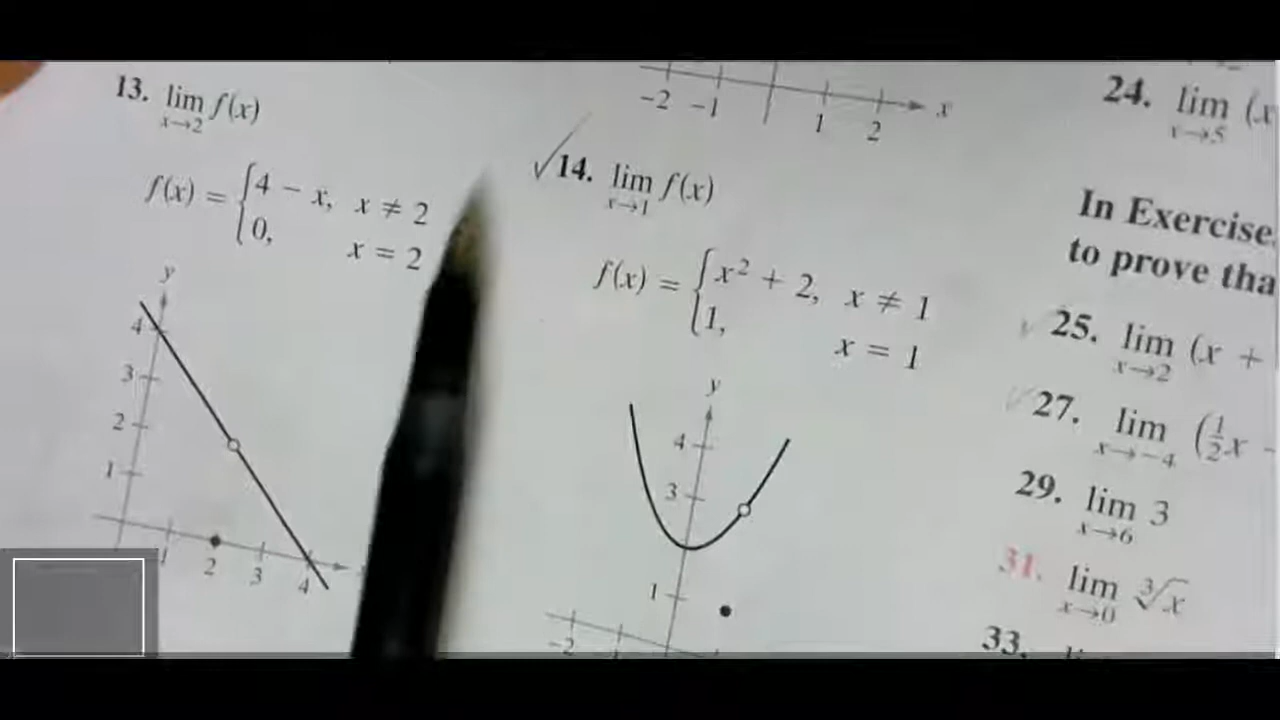 13. lim f(x)
x→2
f(x) = { 4 − x, x ≠ 2
0, x = 2
y
4
3
2
1
2 3 4
−2 −1 1 2 x
✓14. lim f(x)
x→1
f(x) = { x² + 2, x ≠ 1
1, x = 1
y
4
3
1
−2
24. lim (x
x→5
In Exercise
to prove tha
25. lim (x +
x→2
27. lim (½x −
x→−4
29. lim 3
x→6
31. lim ∛x
x→0
33.